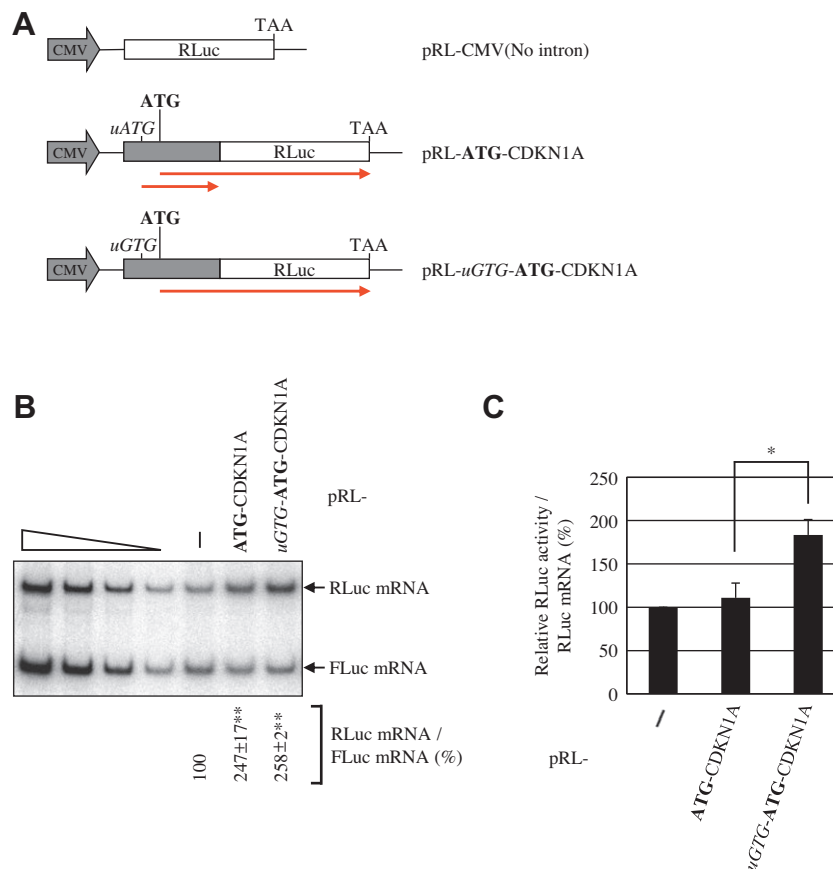 A
TAA
CMV
RLuc
pRL-CMV(No intron)
ATG
uATG
TAA
CMV
RLuc
pRL-ATG-CDKN1A
ATG
uGTG
TAA
CMV
RLuc
pRL-uGTG-ATG-CDKN1A
B
–
ATG-CDKN1A
uGTG-ATG-CDKN1A
pRL-
RLuc mRNA
FLuc mRNA
100
247±17**
258±2**
RLuc mRNA /
FLuc mRNA (%)
C
*
Relative RLuc activity /
RLuc mRNA (%)
250
200
150
100
50
0
pRL-
–
ATG-CDKN1A
uGTG-ATG-CDKN1A